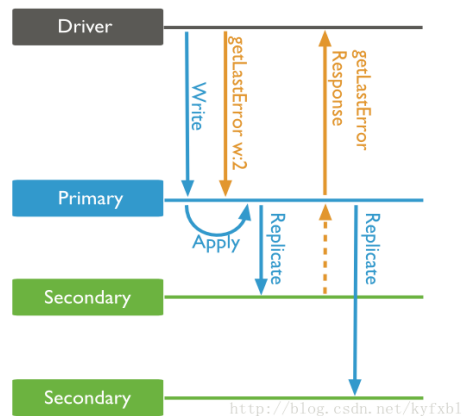 Driver
Write
getLastError w:2
getLastError
Response
Primary
Apply
Replicate
Replicate
Secondary
Secondary
http://blog.csdn.net/kyfxbl